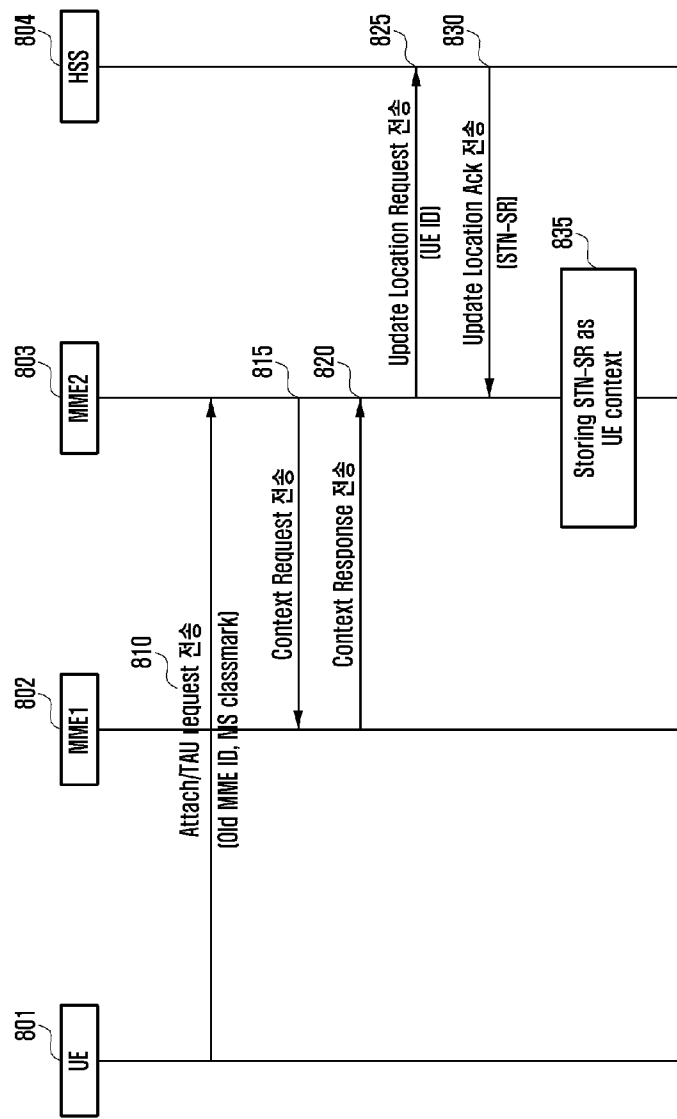 801
UE
802
MME1
803
MME2
804
HSS
810
Attach/TAU request 전송
(Old MME ID, MS classmark)
815
Context Request 전송
820
Context Response 전송
825
Update Location Request 전송
(UE ID)
830
Update Location Ack 전송
(STN-SR)
835
Storing STN-SR as
UE context